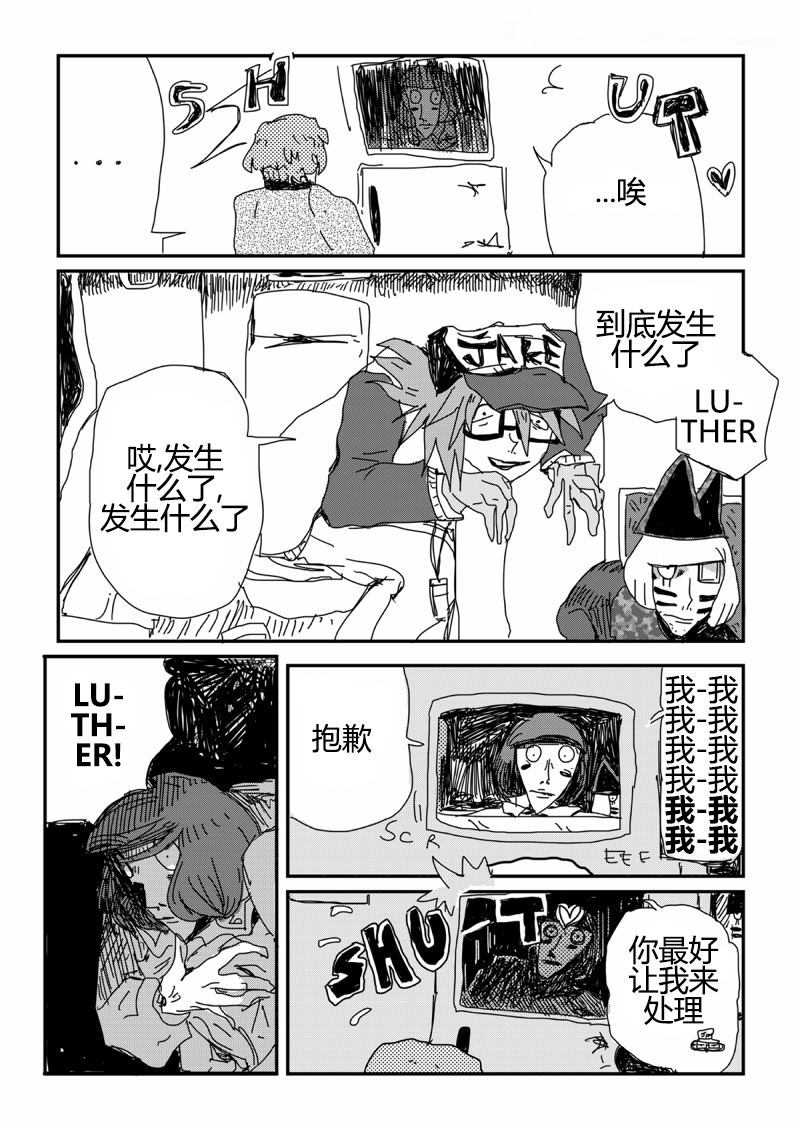 SH
UT
...
...唉
JAKE
到底发生
什么了
LU-
THER
哎,发生
什么了,
发生什么了
LU-
TH-
ER!
抱歉
我-我
我-我
我-我
我-我
我-我
我-我
SCR
EEE
SHU-T
你最好
让我来
处理